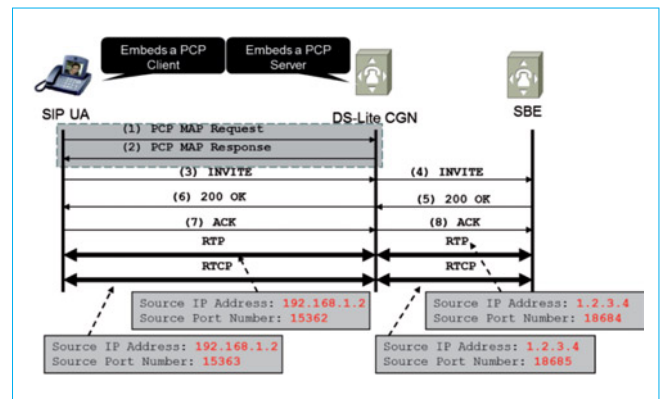 Embeds a PCP
Client
Embeds a PCP
Server
SIP UA
DS-Lite CGN
SBE
(1) PCP MAP Request
(2) PCP MAP Response
(3) INVITE
(4) INVITE
(6) 200 OK
(5) 200 OK
(7) ACK
(8) ACK
RTP
RTP
RTCP
RTCP
Source IP Address: 192.168.1.2
Source Port Number: 15362
Source IP Address: 1.2.3.4
Source Port Number: 18684
Source IP Address: 192.168.1.2
Source Port Number: 15363
Source IP Address: 1.2.3.4
Source Port Number: 18685